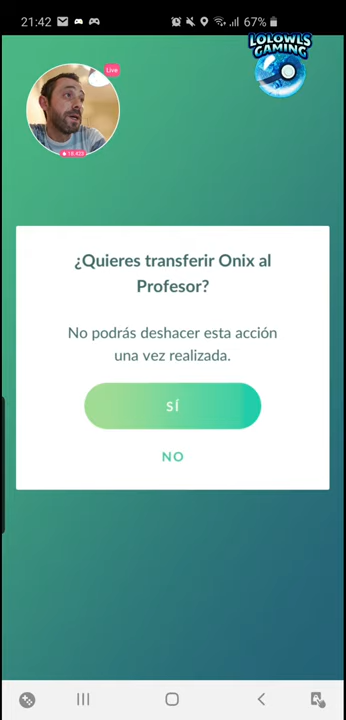 21:42
67%
LOLOWLS
GAMING
Live
¿Quieres transferir Onix al
Profesor?
No podrás deshacer esta acción
una vez realizada.
SÍ
NO